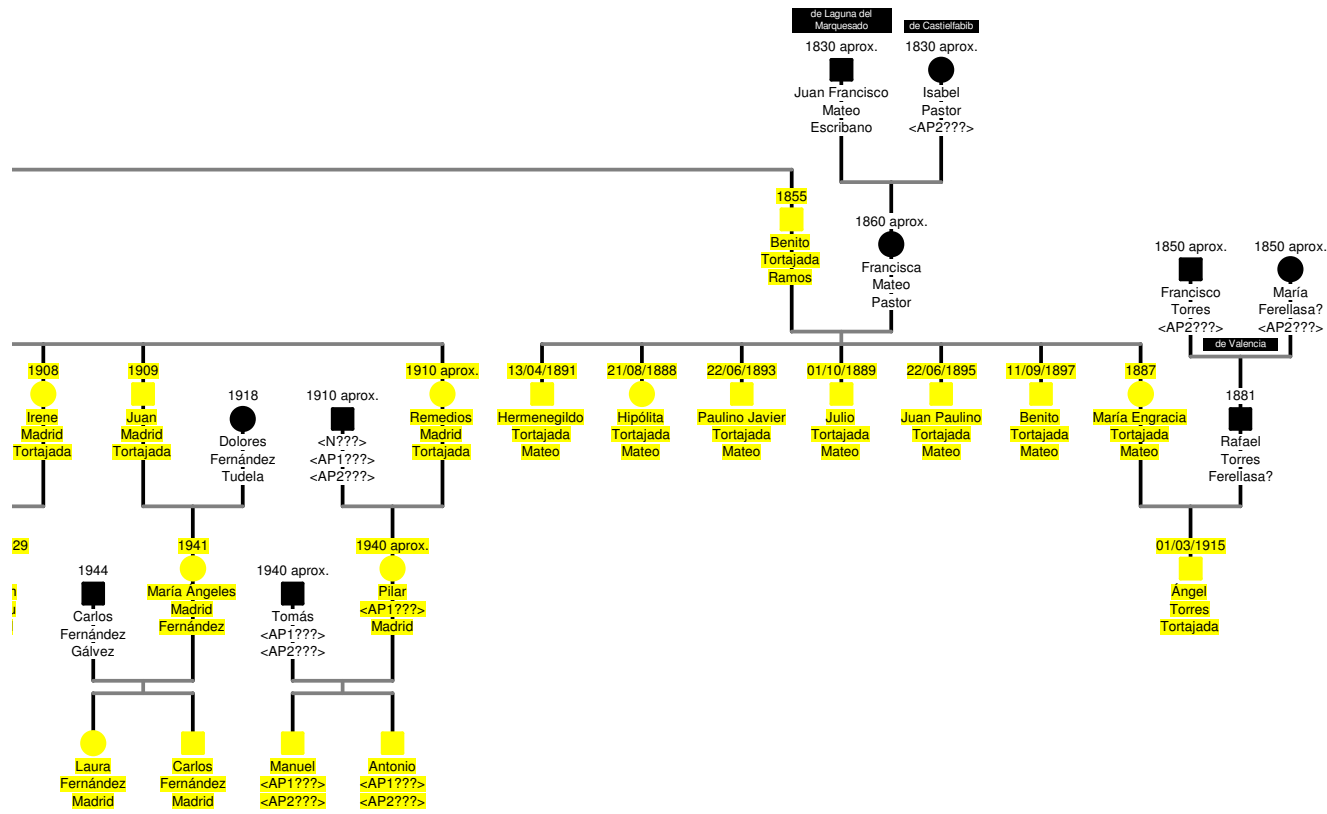 de Laguna del
Marquesado
de Castielfabib
1830 aprox.
Juan Francisco
Mateo
Escribano
1830 aprox.
Isabel
Pastor
<AP2???>
1855
Benito
Tortajada
Ramos
1860 aprox.
Francisca
Mateo
Pastor
1850 aprox.
Francisco
Torres
<AP2???>
1850 aprox.
María
Ferellasa?
<AP2???>
de Valencia
1908
Irene
Madrid
Tortajada
1909
Juan
Madrid
Tortajada
1918
Dolores
Fernández
Tudela
1910 aprox.
<N???>
<AP1???>
<AP2???>
1910 aprox.
Remedios
Madrid
Tortajada
13/04/1891
Hermenegildo
Tortajada
Mateo
21/08/1888
Hipólita
Tortajada
Mateo
22/06/1893
Paulino Javier
Tortajada
Mateo
01/10/1889
Julio
Tortajada
Mateo
22/06/1895
Juan Paulino
Tortajada
Mateo
11/09/1897
Benito
Tortajada
Mateo
1887
María Engracia
Tortajada
Mateo
1881
Rafael
Torres
Ferellasa?
29
1944
Carlos
Fernández
Gálvez
1941
María Ángeles
Madrid
Fernández
1940 aprox.
Tomás
<AP1???>
<AP2???>
1940 aprox.
Pilar
<AP1???>
Madrid
01/03/1915
Ángel
Torres
Tortajada
Laura
Fernández
Madrid
Carlos
Fernández
Madrid
Manuel
<AP1???>
<AP2???>
Antonio
<AP1???>
<AP2???>